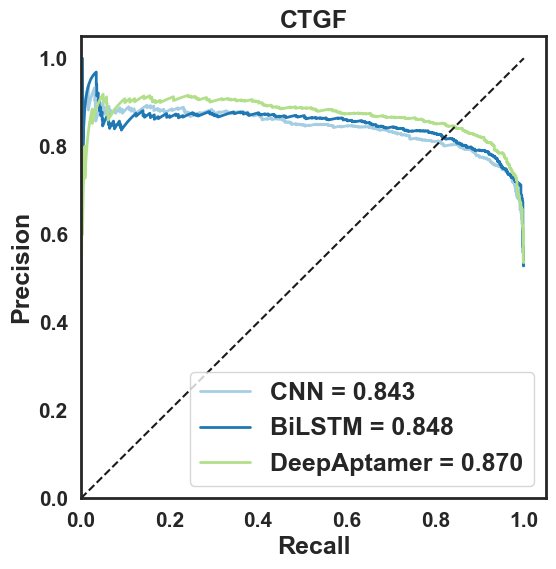 CTGF
Precision
1.0
0.8
0.6
0.4
0.2
0.0
CNN = 0.843
BiLSTM = 0.848
DeepAptamer = 0.870
0.0 0.2 0.4 0.6 0.8 1.0
Recall